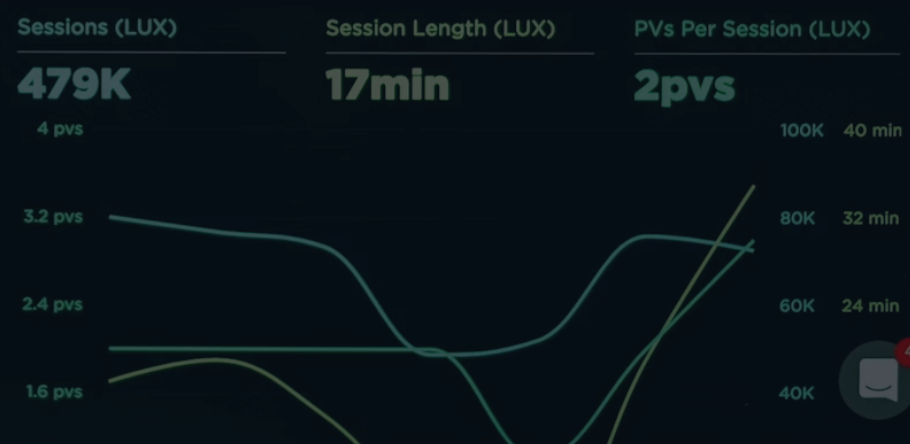 Sessions (LUX) Session Length (LUX) PVs Per Session (LUX)
479K 17min 2pvs
4 pvs 100K 40 min
3.2 pvs 80K 32 min
2.4 pvs 60K 24 min
1.6 pvs 40K
4